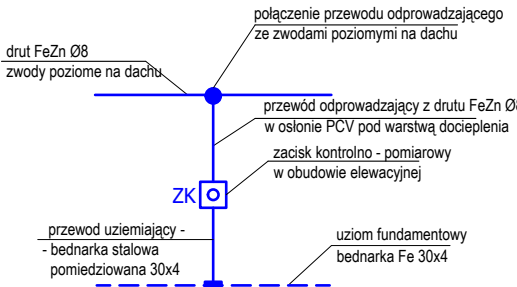 połączenie przewodu odprowadzającego
ze zwodami poziomymi na dachu
drut FeZn Ø8
zwody poziome na dachu
przewód odprowadzający z drutu FeZn Ø8
w osłonie PCV pod warstwą docieplenia
zacisk kontrolno - pomiarowy
w obudowie elewacyjnej
ZK
przewod uziemiający -
- bednarka stalowa
pomiedziowana 30x4
uziom fundamentowy
bednarka Fe 30x4